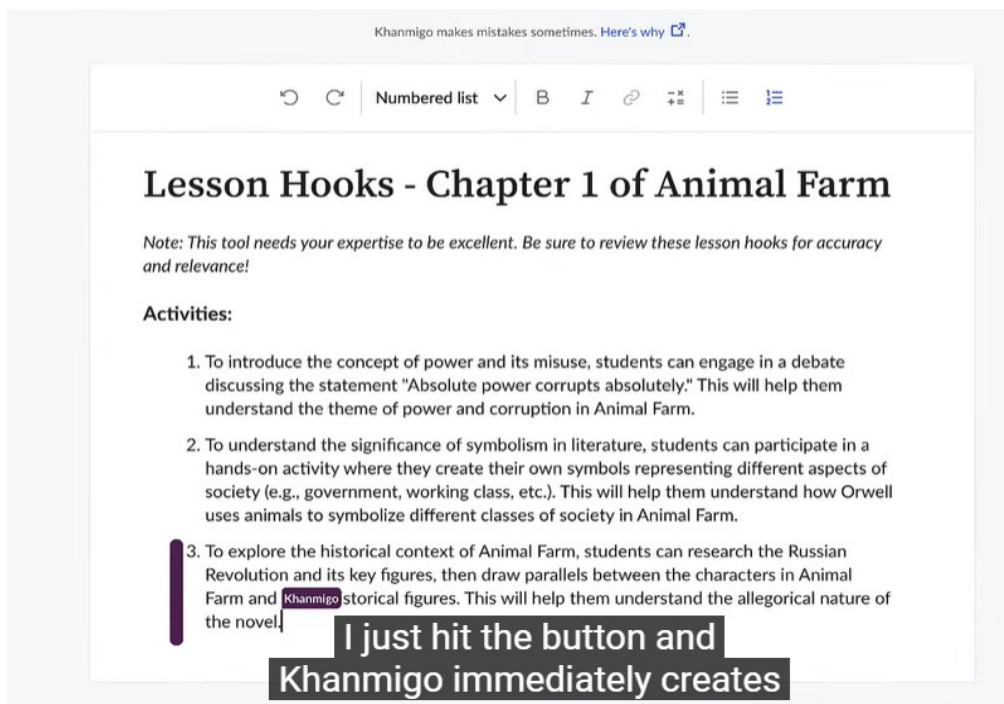 Khanmigo makes mistakes sometimes. Here's why.
Numbered list B I
Lesson Hooks - Chapter 1 of Animal Farm
Note: This tool needs your expertise to be excellent. Be sure to review these lesson hooks for accuracy
and relevance!
Activities:
1. To introduce the concept of power and its misuse, students can engage in a debate
discussing the statement "Absolute power corrupts absolutely." This will help them
understand the theme of power and corruption in Animal Farm.
2. To understand the significance of symbolism in literature, students can participate in a
hands-on activity where they create their own symbols representing different aspects of
society (e.g., government, working class, etc.). This will help them understand how Orwell
uses animals to symbolize different classes of society in Animal Farm.
3. To explore the historical context of Animal Farm, students can research the Russian
Revolution and its key figures, then draw parallels between the characters in Animal
Farm and Khanmigo storical figures. This will help them understand the allegorical nature of
the novel.
I just hit the button and
Khanmigo immediately creates